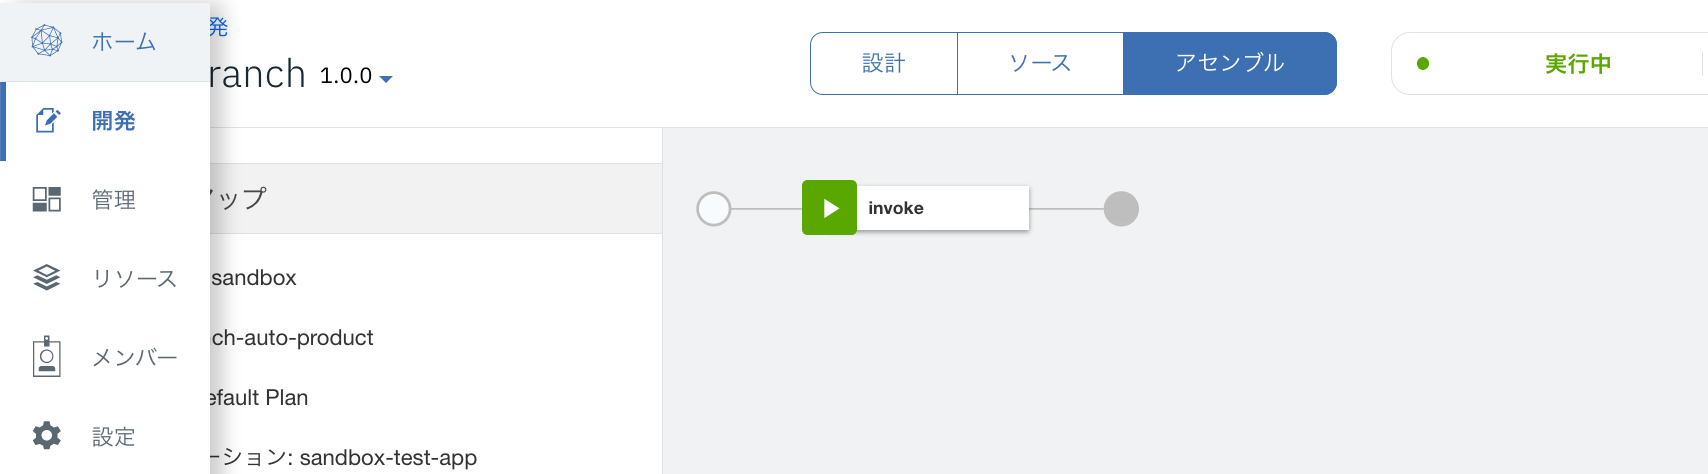 ホーム
開発
管理
リソース
メンバー
設定
発
ranch 1.0.0
設計
ソース
アセンブル
実行中
ップ
sandbox
ch-auto-product
efault Plan
ーション: sandbox-test-app
invoke